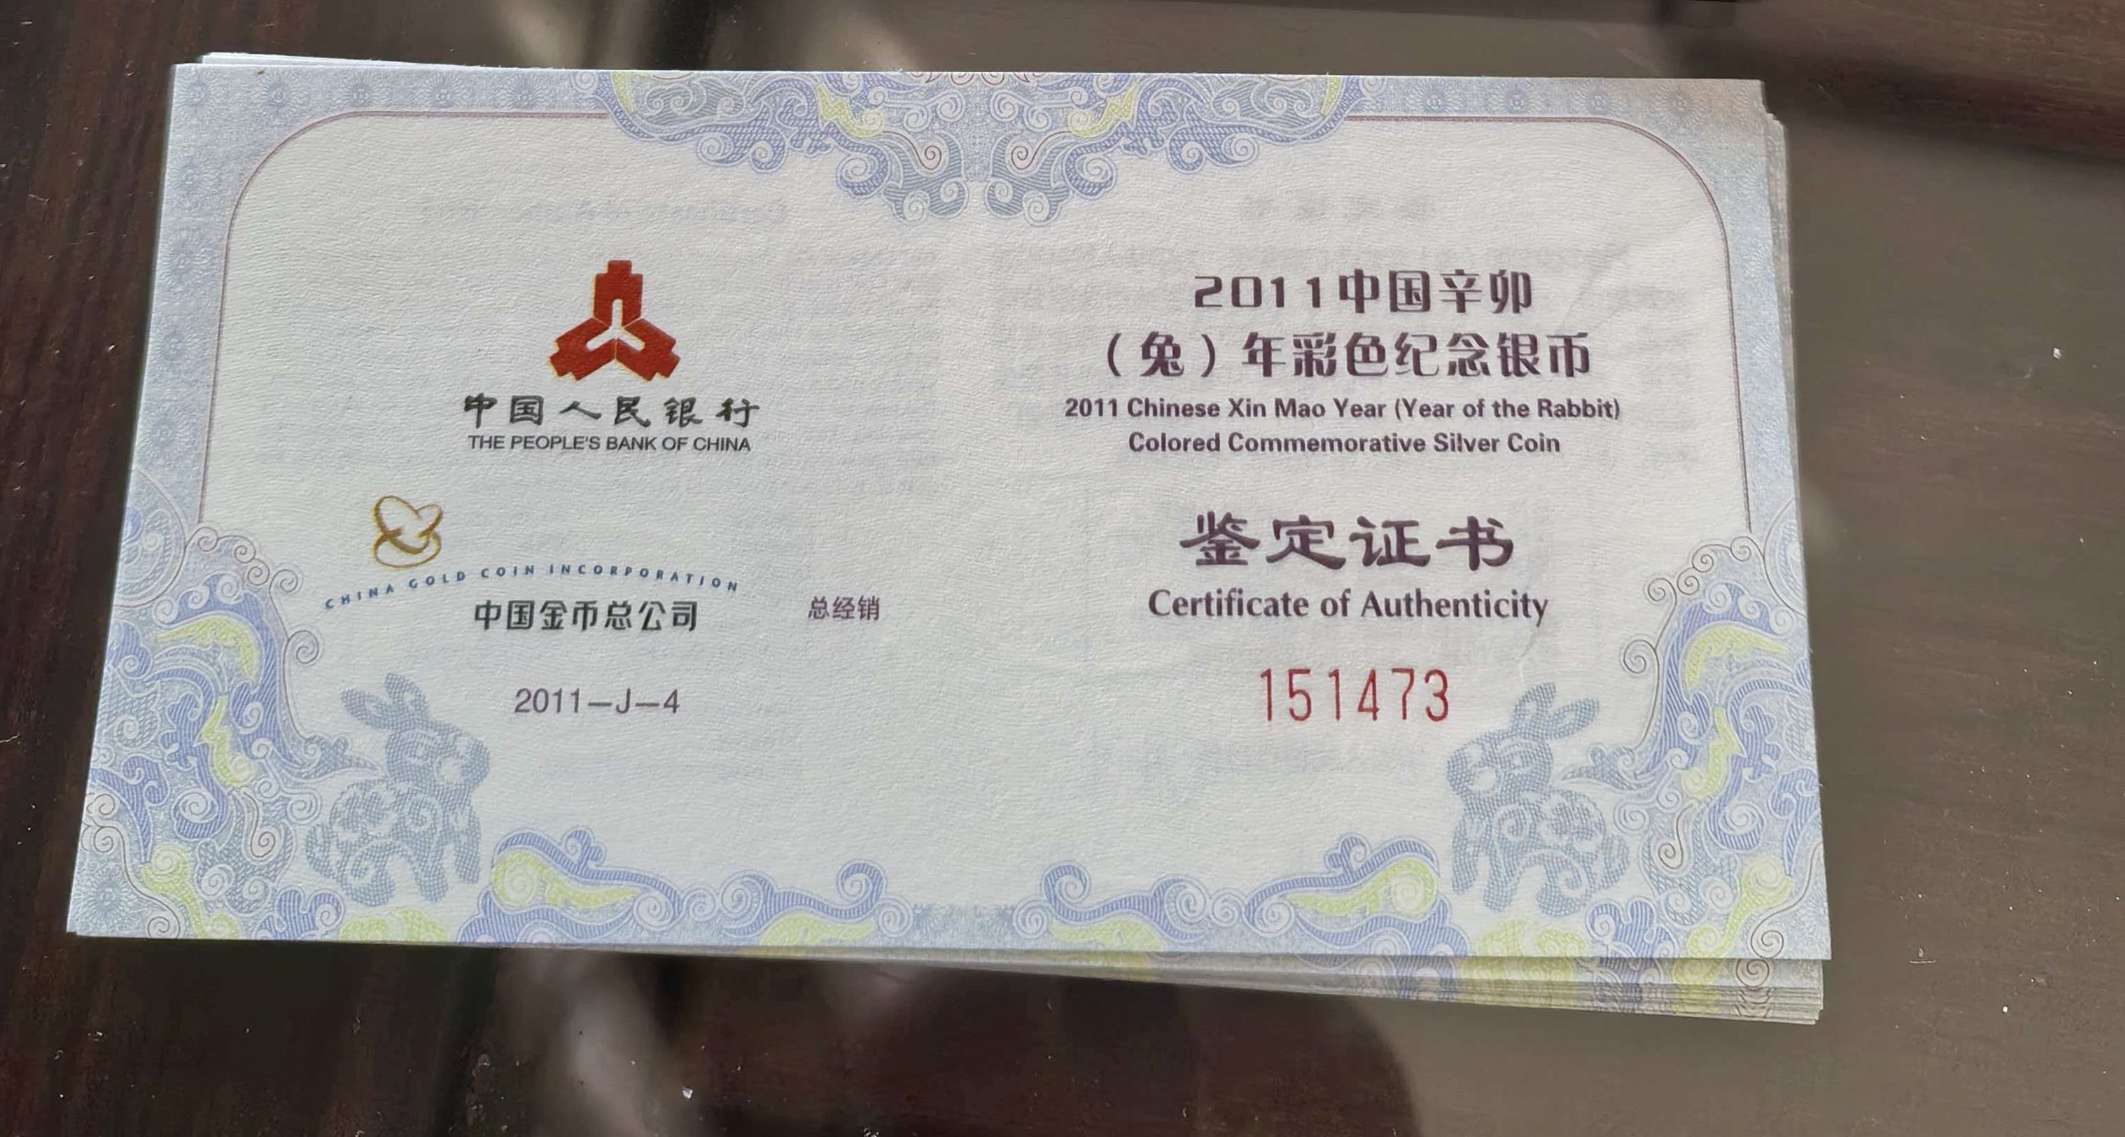 中国人民银行
THE PEOPLE'S BANK OF CHINA
CHINA GOLD COIN INCORPORATION
中国金币总公司
总经销
2011－J－4
2011中国辛卯
（兔）年彩色纪念银币
2011 Chinese Xin Mao Year (Year of the Rabbit)
Colored Commemorative Silver Coin
鉴定证书
Certificate of Authenticity
151473